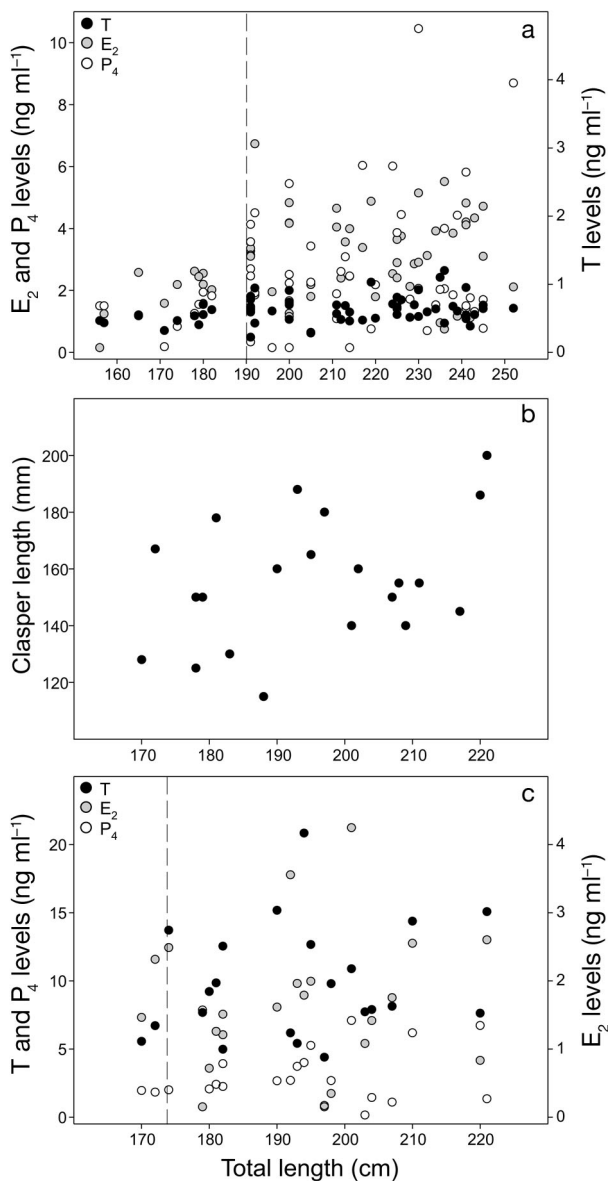 a
T
E₂
P₄
E₂ and P₄ levels (ng ml⁻¹)
T levels (ng ml⁻¹)
10
8
6
4
2
0
4
3
2
1
0
160 170 180 190 200 210 220 230 240 250
b
Clasper length (mm)
200
180
160
140
120
170 180 190 200 210 220
c
T
E₂
P₄
T and P₄ levels (ng ml⁻¹)
E₂ levels (ng ml⁻¹)
20
15
10
5
0
4
3
2
1
0
170 180 190 200 210 220
Total length (cm)